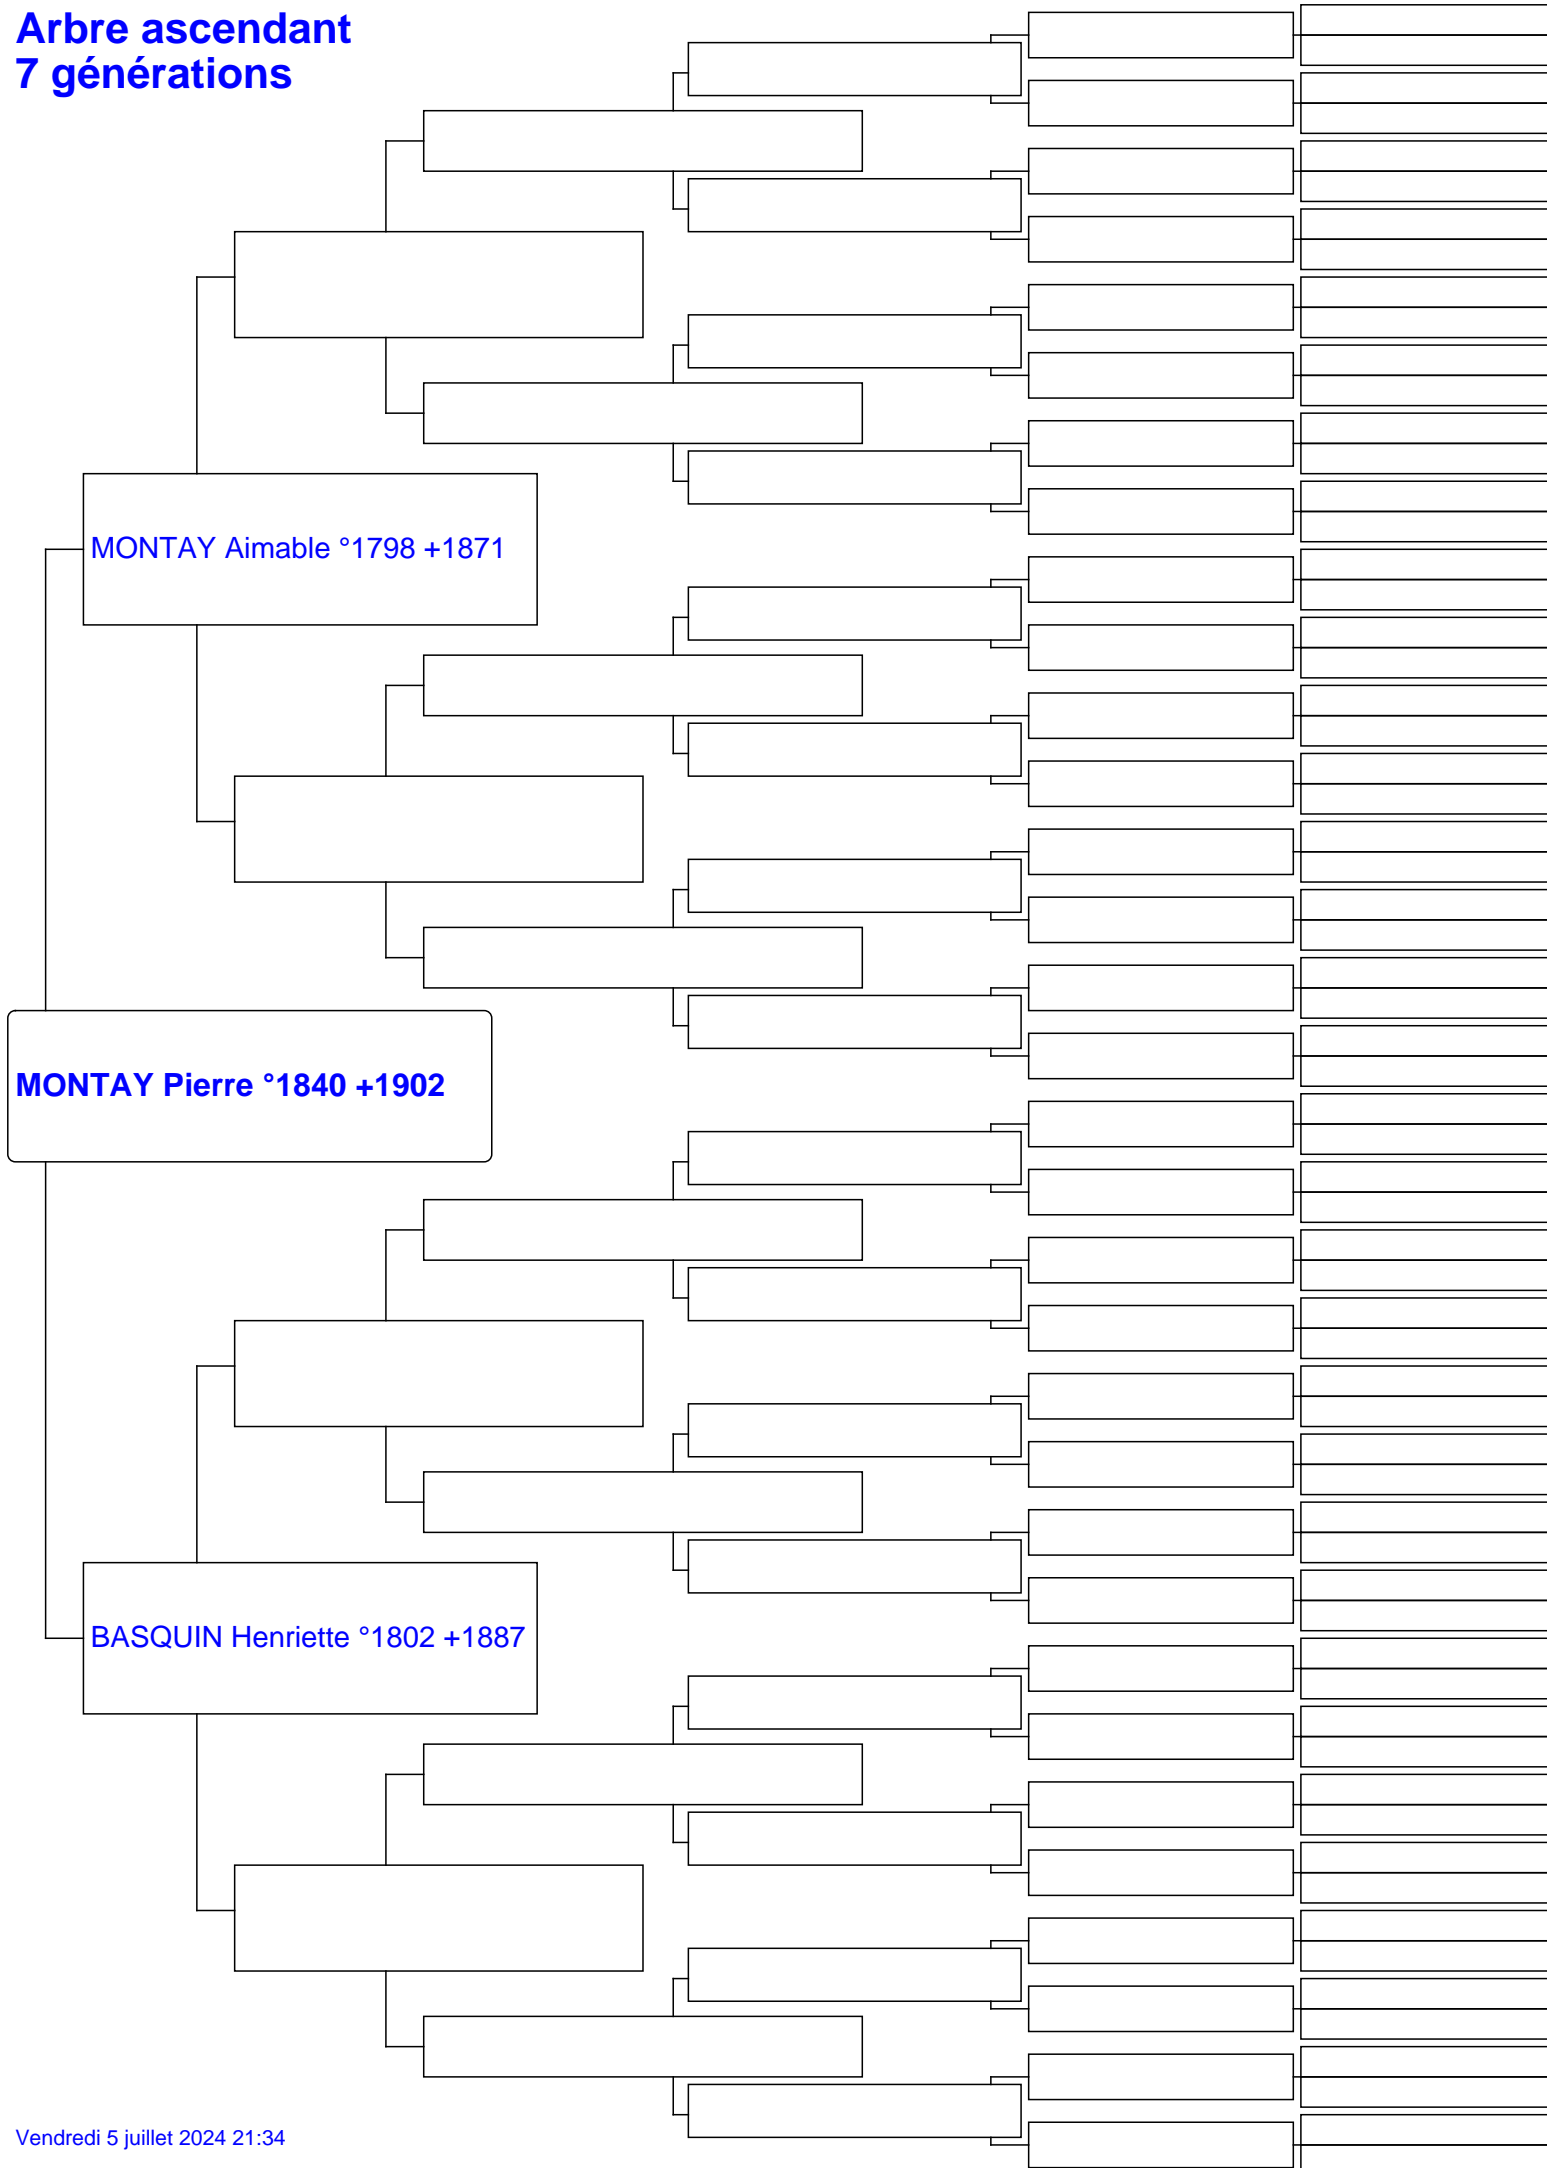 Arbre ascendant
7 générations
MONTAY Aimable °1798 +1871
MONTAY Pierre °1840 +1902
BASQUIN Henriette °1802 +1887
Vendredi 5 juillet 2024 21:34